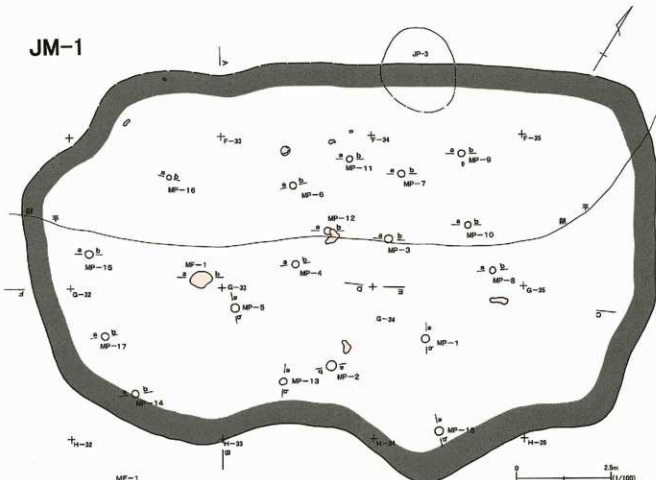 JM-1
A
JP-3
F-33
F-34
F-35
a b
MP-16
a b
MP-6
a b
MP-11
a b
MP-7
a b
MP-9
MP-12
a b
a b
MP-3
a b
MP-10
a b
MP-15
MF-1
a b
G-33
a b
MP-4
MP-5
D E
a b
MP-8
G-32
G-34
G-35
C
a b
MP-17
MP-1
a b
MP-14
MP-13
MP-2
MP-18
H-32
H-33
H-34
H-35
B
MF-1
0 2.5m
(1/100)